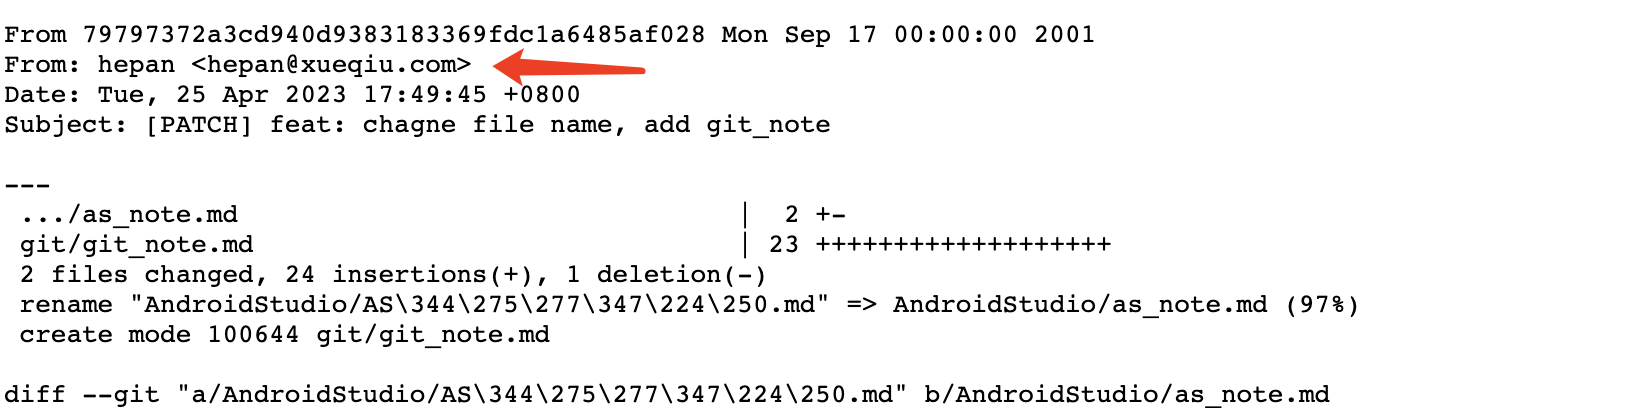 From 79797372a3cd940d9383183369fdc1a6485af028 Mon Sep 17 00:00:00 2001
From: hepan <hepan@xueqiu.com>
Date: Tue, 25 Apr 2023 17:49:45 +0800
Subject: [PATCH] feat: chagne file name, add git_note
---
.../as_note.md | 2 +-
git/git_note.md | 23 +++++++++++++++++++
2 files changed, 24 insertions(+), 1 deletion(-)
rename "AndroidStudio/AS\344\275\277\347\224\250.md" => AndroidStudio/as_note.md (97%)
create mode 100644 git/git_note.md
diff --git "a/AndroidStudio/AS\344\275\277\347\224\250.md" b/AndroidStudio/as_note.md